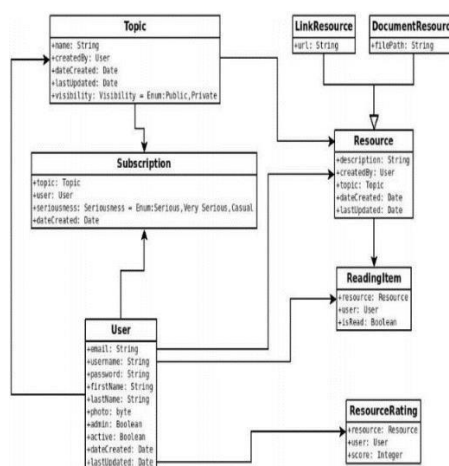 Topic
+name: String
+createdBy: User
+dateCreated: Date
+lastUpdated: Date
+visibility: Visibility = Enum:Public,Private
LinkResource
+url: String
DocumentResource
+filePath: String
Subscription
+topic: Topic
+user: User
+seriousness: Seriousness = Enum:Serious,Very Serious,Casual
+dateCreated: Date
Resource
+description: String
+createdBy: User
+topic: Topic
+dateCreated: Date
+lastUpdated: Date
ReadingItem
+resource: Resource
+user: User
+isRead: Boolean
User
+email: String
+username: String
+password: String
+firstName: String
+lastName: String
+photo: byte
+admin: Boolean
+active: Boolean
+dateCreated: Date
+lastUpdated: Date
ResourceRating
+resource: Resource
+user: User
+score: Integer